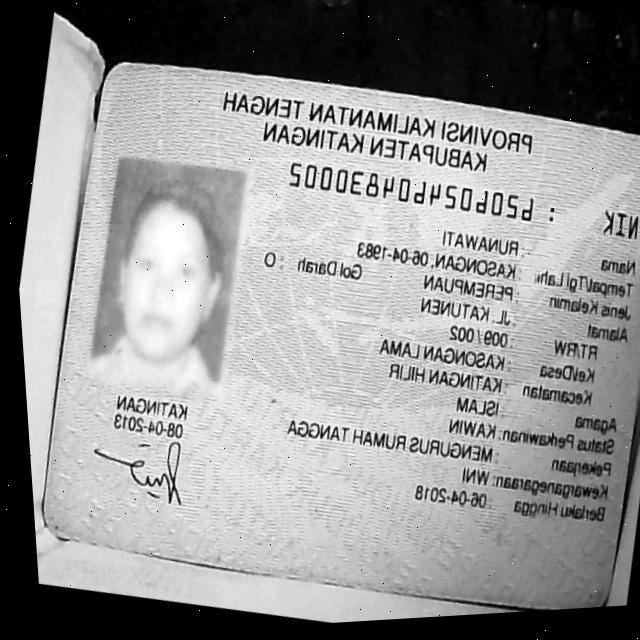 PROVINSI KALIMANTAN TENGAH
KABUPATEN KATINGAN
NIK : 6206024604830005
Nama : RUNAWATI
Tempat/Tgl Lahir : KASONGAN, 06-04-1983
Jenis Kelamin : PEREMPUAN Gol Darah : O
Alamat : JL. KATUNEN
RT/RW : 009/002
Kel/Desa : KASONGAN LAMA
Kecamatan : KATINGAN HILIR
Agama : ISLAM
Status Perkawinan: KAWIN
Pekerjaan : MENGURUS RUMAH TANGGA
Kewarganegaraan: WNI
Berlaku Hingga : 06-04-2018
KATINGAN
08-04-2013